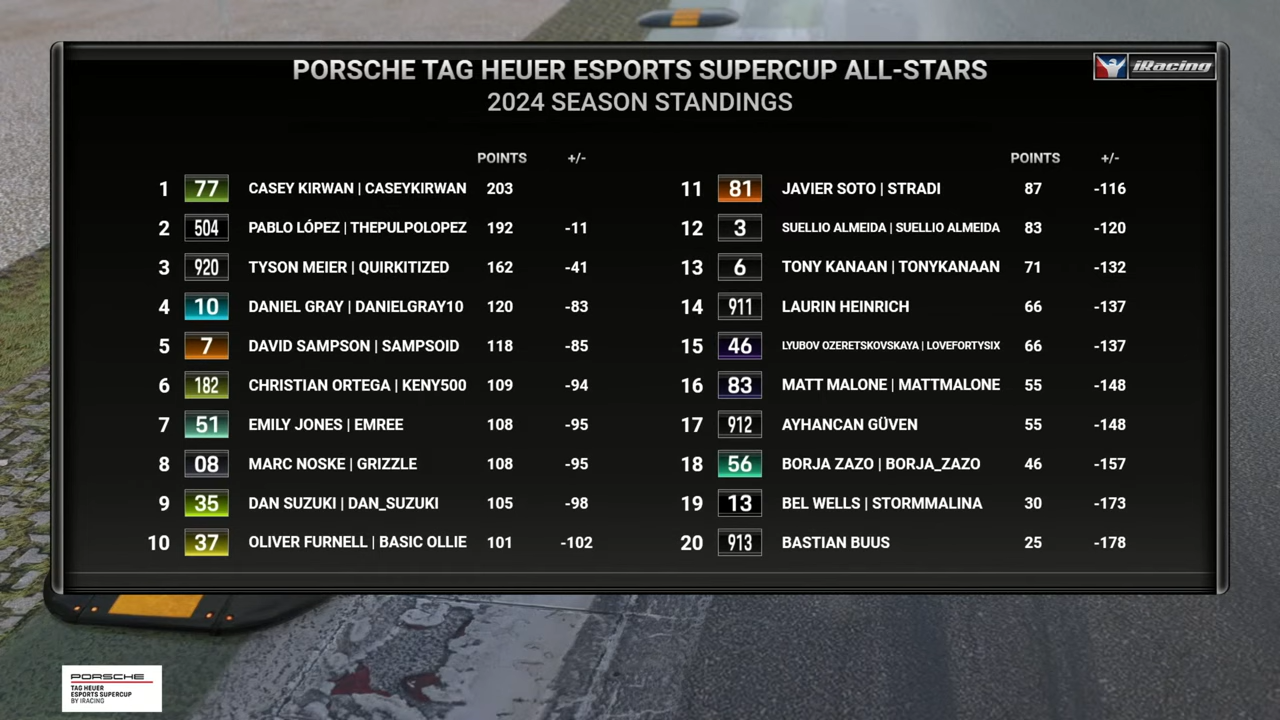 PORSCHE TAG HEUER ESPORTS SUPERCUP ALL-STARS
iRacing
2024 SEASON STANDINGS
POINTS +/-
1 77 CASEY KIRWAN | CASEYKIRWAN 203
2 504 PABLO LÓPEZ | THEPULPOLOPEZ 192 -11
3 920 TYSON MEIER | QUIRKITIZED 162 -41
4 10 DANIEL GRAY | DANIELGRAY10 120 -83
5 7 DAVID SAMPSON | SAMPSOID 118 -85
6 182 CHRISTIAN ORTEGA | KENY500 109 -94
7 51 EMILY JONES | EMREE 108 -95
8 08 MARC NOSKE | GRIZZLE 108 -95
9 35 DAN SUZUKI | DAN_SUZUKI 105 -98
10 37 OLIVER FURNELL | BASIC OLLIE 101 -102
POINTS +/-
11 81 JAVIER SOTO | STRADI 87 -116
12 3 SUELLIO ALMEIDA | SUELLIO ALMEIDA 83 -120
13 6 TONY KANAAN | TONYKANAAN 71 -132
14 911 LAURIN HEINRICH 66 -137
15 46 LYUBOV OZERETSKOVSKAYA | LOVEFORTYSIX 66 -137
16 83 MATT MALONE | MATTMALONE 55 -148
17 912 AYHANCAN GÜVEN 55 -148
18 56 BORJA ZAZO | BORJA_ZAZO 46 -157
19 13 BEL WELLS | STORMMALINA 30 -173
20 913 BASTIAN BUUS 25 -178
PORSCHE
TAG HEUER
ESPORTS SUPERCUP
BY IRACING